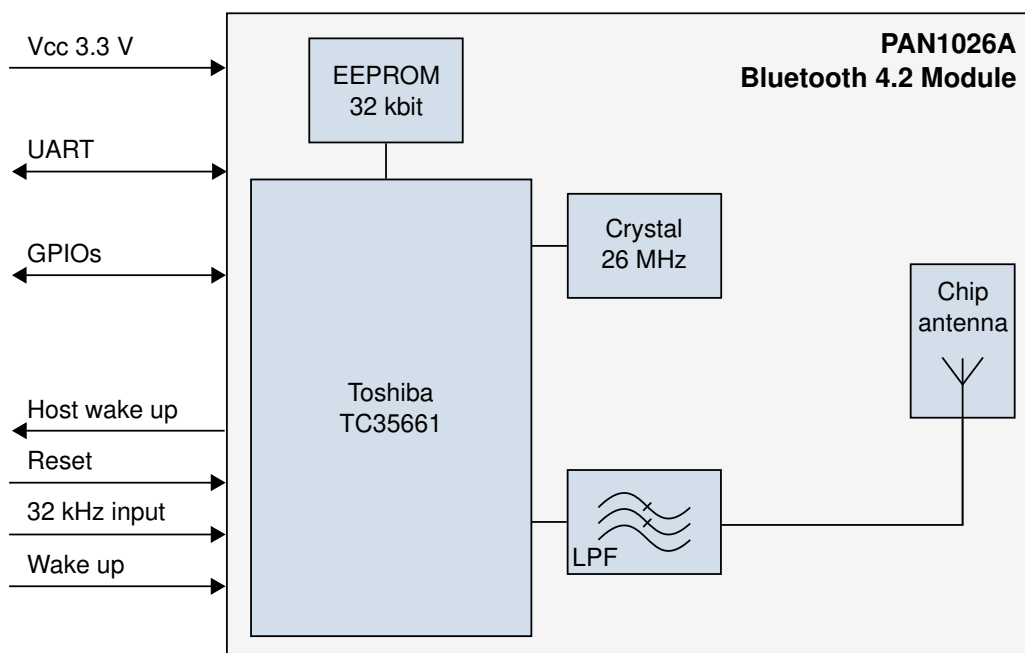 Vcc 3.3 V
UART
GPIOs
Host wake up
Reset
32 kHz input
Wake up
PAN1026A
Bluetooth 4.2 Module
EEPROM
32 kbit
Crystal
26 MHz
Chip
antenna
Toshiba
TC35661
LPF